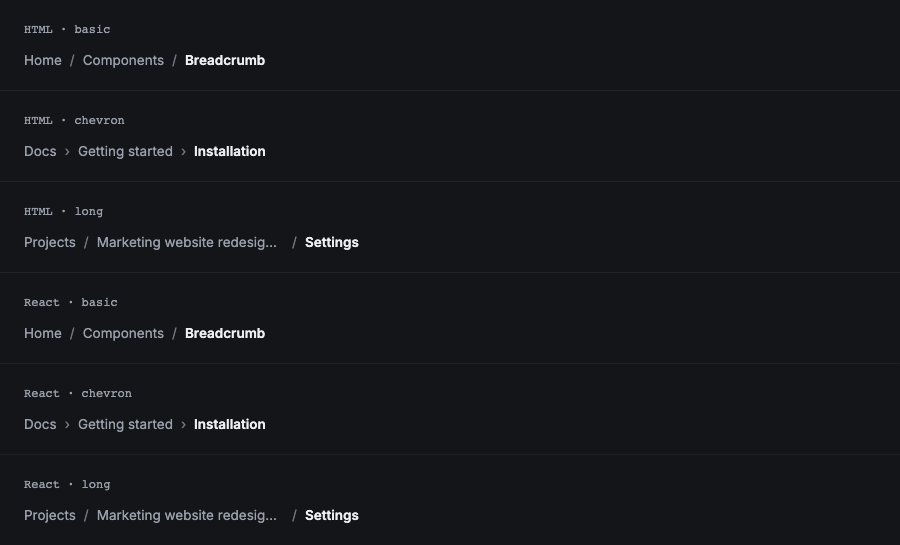 HTML · basic
Home / Components / Breadcrumb
HTML · chevron
Docs › Getting started › Installation
HTML · long
Projects / Marketing website redesig... / Settings
React · basic
Home / Components / Breadcrumb
React · chevron
Docs › Getting started › Installation
React · long
Projects / Marketing website redesig... / Settings